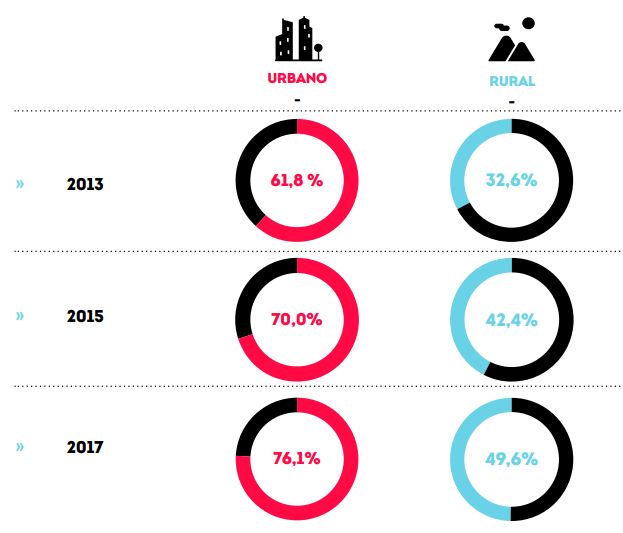 URBANO
RURAL
-
-
» 2013 61,8 % 32,6%
» 2015 70,0% 42,4%
» 2017 76,1% 49,6%